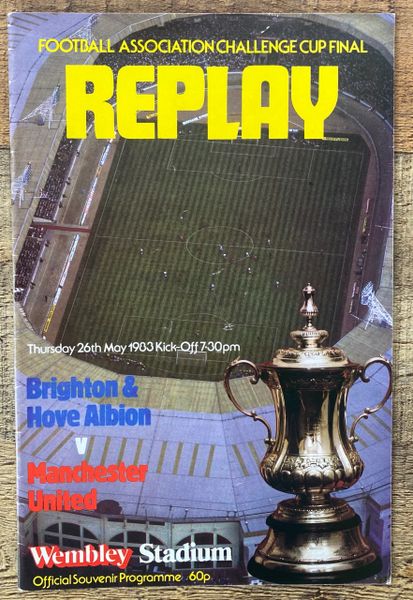 FOOTBALL ASSOCIATION CHALLENGE CUP FINAL
REPLAY
Thursday 26th May 1983 Kick-Off 7·30pm
Brighton &
Hove Albion
v
Manchester
United
Wembley Stadium
Official Souvenir Programme 60p